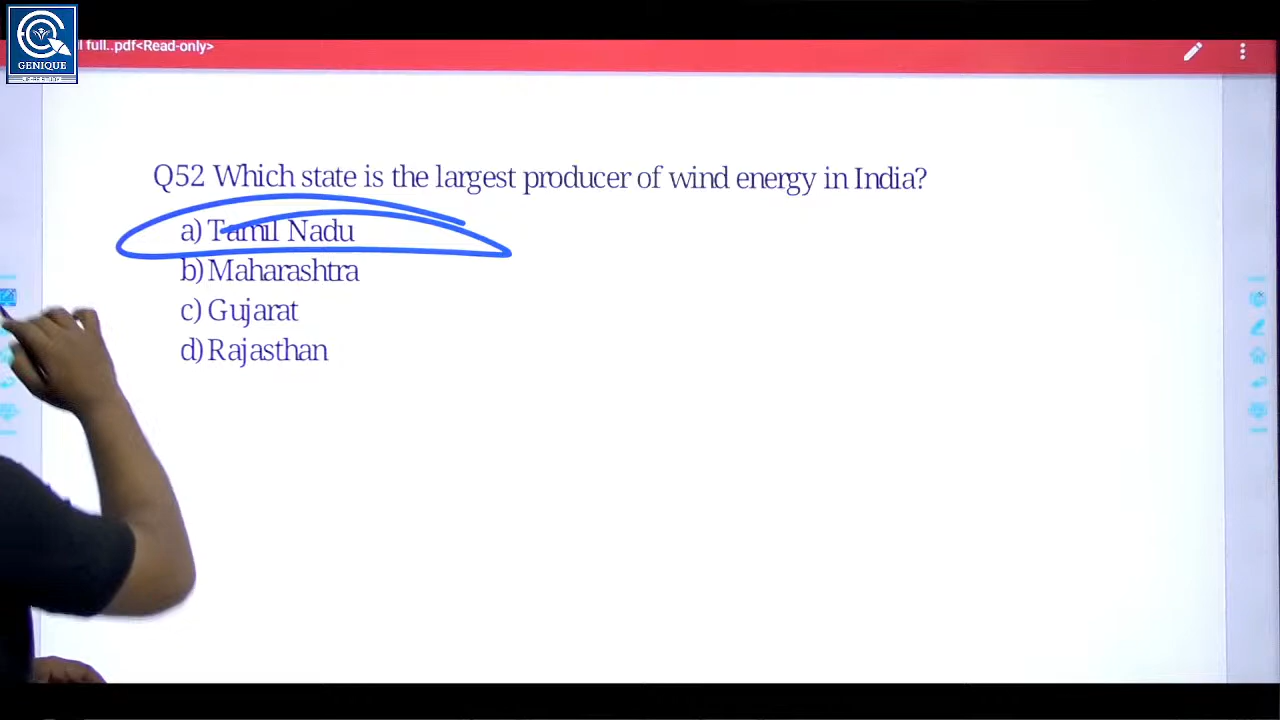 GENIQUE
l full..pdf<Read-only>
Q52 Which state is the largest producer of wind energy in India?
a) Tamil Nadu
b) Maharashtra
c) Gujarat
d) Rajasthan